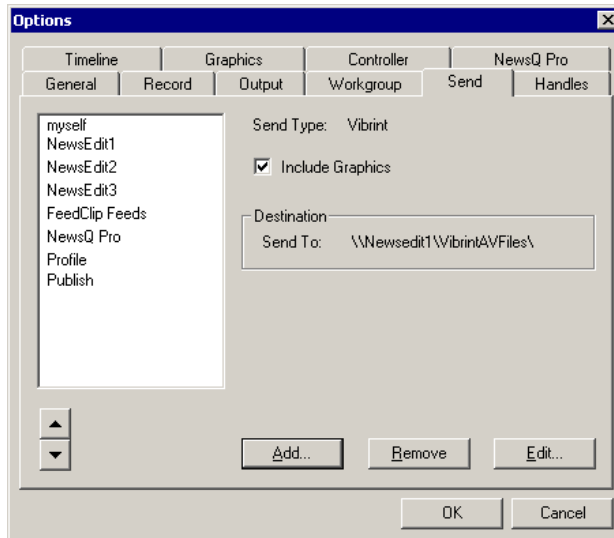 Options
Timeline Graphics Controller NewsQ Pro
General Record Output Workgroup Send Handles
myself
NewsEdit1
NewsEdit2
NewsEdit3
FeedClip Feeds
NewsQ Pro
Profile
Publish
Send Type: Vibrint
Include Graphics
Destination
Send To: \\Newsedit1\VibrintAVFiles\
Add... Remove Edit...
OK Cancel